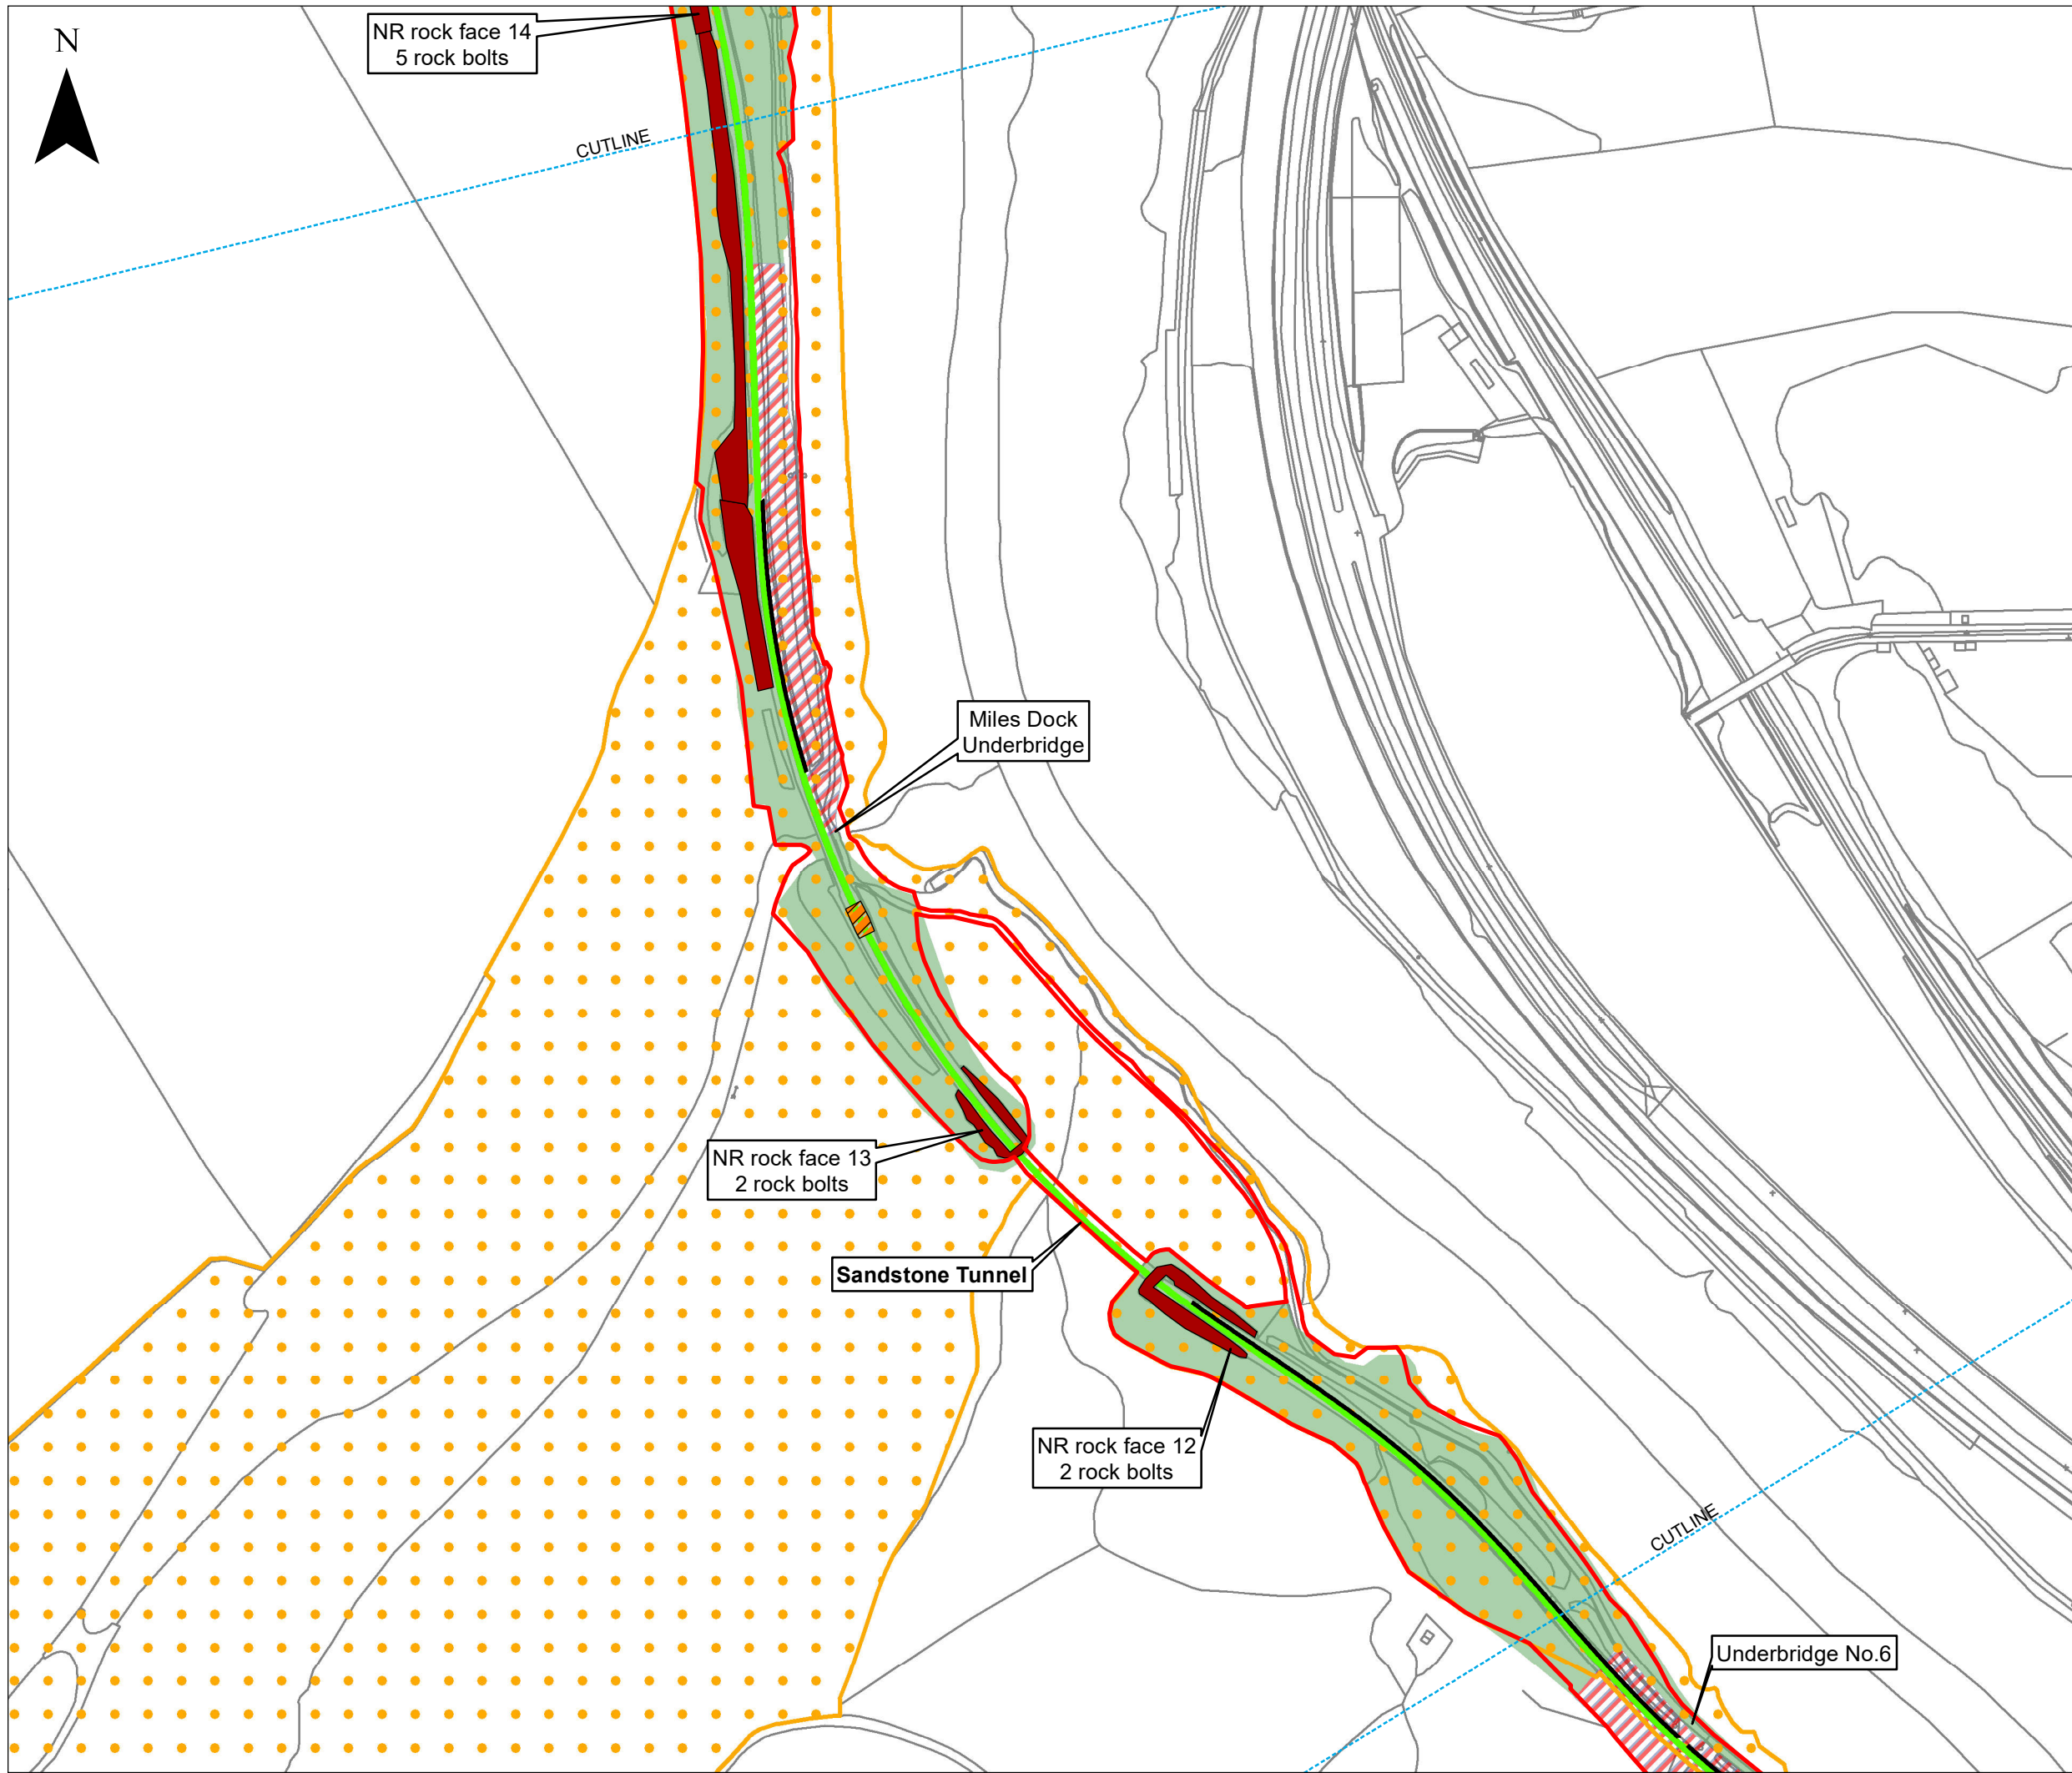 N
NR rock face 14
5 rock bolts
CUTLINE
Miles Dock
Underbridge
NR rock face 13
2 rock bolts
Sandstone Tunnel
NR rock face 12
2 rock bolts
CUTLINE
Underbridge No.6